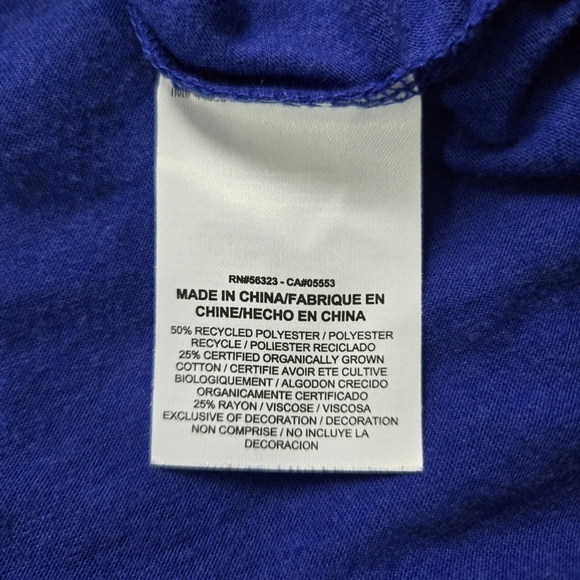 RN#56323 - CA#05553
MADE IN CHINA/FABRIQUE EN
CHINE/HECHO EN CHINA
50% RECYCLED POLYESTER / POLYESTER
RECYCLE / POLIESTER RECICLADO
25% CERTIFIED ORGANICALLY GROWN
COTTON / CERTIFIE AVOIR ETE CULTIVE
BIOLOGIQUEMENT / ALGODON CRECIDO
ORGANICAMENTE CERTIFICADO
25% RAYON / VISCOSE / VISCOSA
EXCLUSIVE OF DECORATION / DECORATION
NON COMPRISE / NO INCLUYE LA
DECORACION